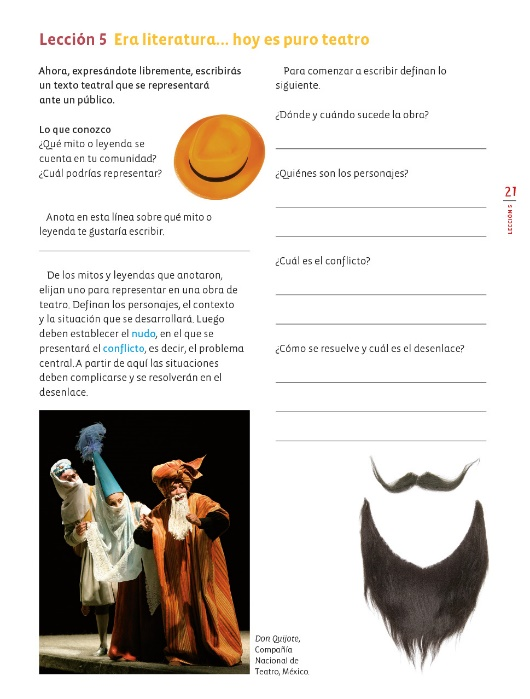 Lección 5 Era literatura... hoy es puro teatro
Ahora, expresándote libremente, escribirás
un texto teatral que se representará
ante un público.
Lo que conozco
¿Qué mito o leyenda se
cuenta en tu comunidad?
¿Cuál podrías representar?
Anota en esta línea sobre qué mito o
leyenda te gustaría escribir.
De los mitos y leyendas que anotaron,
elijan uno para representar en una obra de
teatro. Definan los personajes, el contexto
y la situación que se desarrollará. Luego
deben establecer el nudo, en el que se
presentará el conflicto, es decir, el problema
central. A partir de aquí las situaciones
deben complicarse y se resolverán en el
desenlace.
Don Quijote,
Compañía
Nacional de
Teatro, México.
Para comenzar a escribir definan lo
siguiente.
¿Dónde y cuándo sucede la obra?
¿Quiénes son los personajes?
¿Cuál es el conflicto?
¿Cómo se resuelve y cuál es el desenlace?
21
LECCIÓN 5